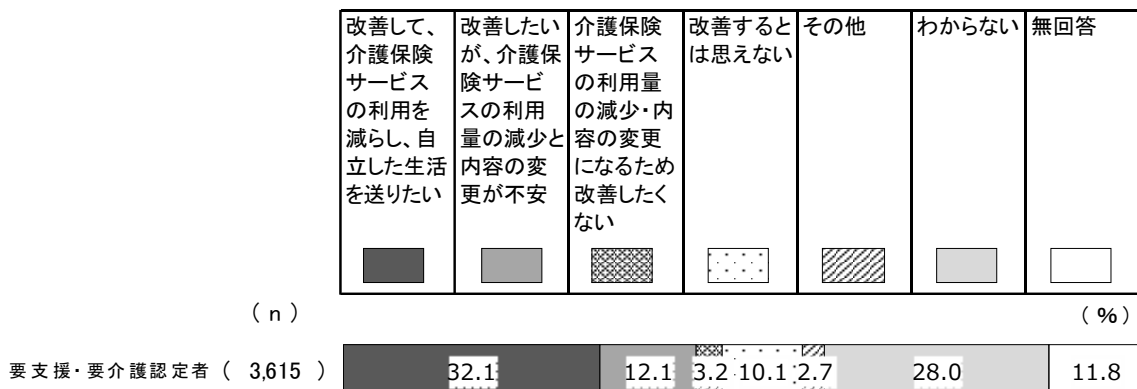 改善して、
介護保険
サービス
の利用を
減らし、自
立した生活
を送りたい
改善したい
が、介護保
険サービ
スの利用
量の減少と
内容の変
更が不安
介護保険
サービス
の利用量
の減少・内
容の変更
になるため
改善したく
ない
改善すると
は思えない
その他
わからない
無回答
（n）
（%）
要支援・要介護認定者（ 3,615 ）
32.1 12.1 3.2 10.1 2.7 28.0 11.8